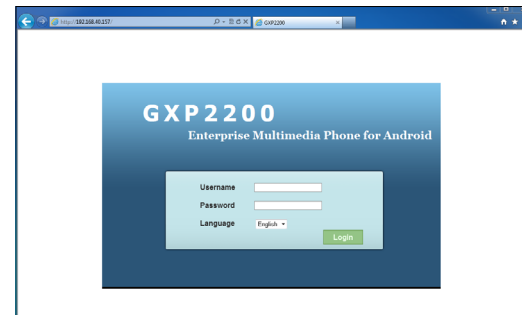 http://192.168.40.157/
GXP2200
GXP2200
Enterprise Multimedia Phone for Android
Username
Password
Language English
Login